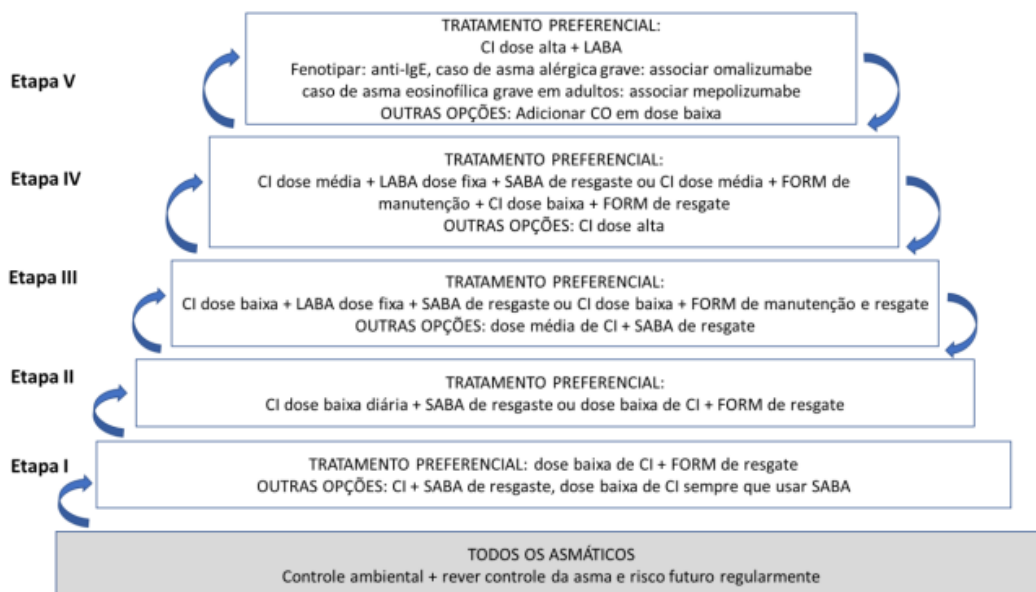 Etapa V
TRATAMENTO PREFERENCIAL:
CI dose alta + LABA
Fenotipar: anti-IgE, caso de asma alérgica grave: associar omalizumabe
caso de asma eosinofílica grave em adultos: associar mepolizumabe
OUTRAS OPÇÕES: Adicionar CO em dose baixa
Etapa IV
TRATAMENTO PREFERENCIAL:
CI dose média + LABA dose fixa + SABA de resgaste ou CI dose média + FORM de
manutenção + CI dose baixa + FORM de resgate
OUTRAS OPÇÕES: CI dose alta
Etapa III
TRATAMENTO PREFERENCIAL:
CI dose baixa + LABA dose fixa + SABA de resgaste ou CI dose baixa + FORM de manutenção e resgate
OUTRAS OPÇÕES: dose média de CI + SABA de resgate
Etapa II
TRATAMENTO PREFERENCIAL:
CI dose baixa diária + SABA de resgaste ou dose baixa de CI + FORM de resgate
Etapa I
TRATAMENTO PREFERENCIAL: dose baixa de CI + FORM de resgate
OUTRAS OPÇÕES: CI + SABA de resgaste, dose baixa de CI sempre que usar SABA
TODOS OS ASMÁTICOS
Controle ambiental + rever controle da asma e risco futuro regularmente